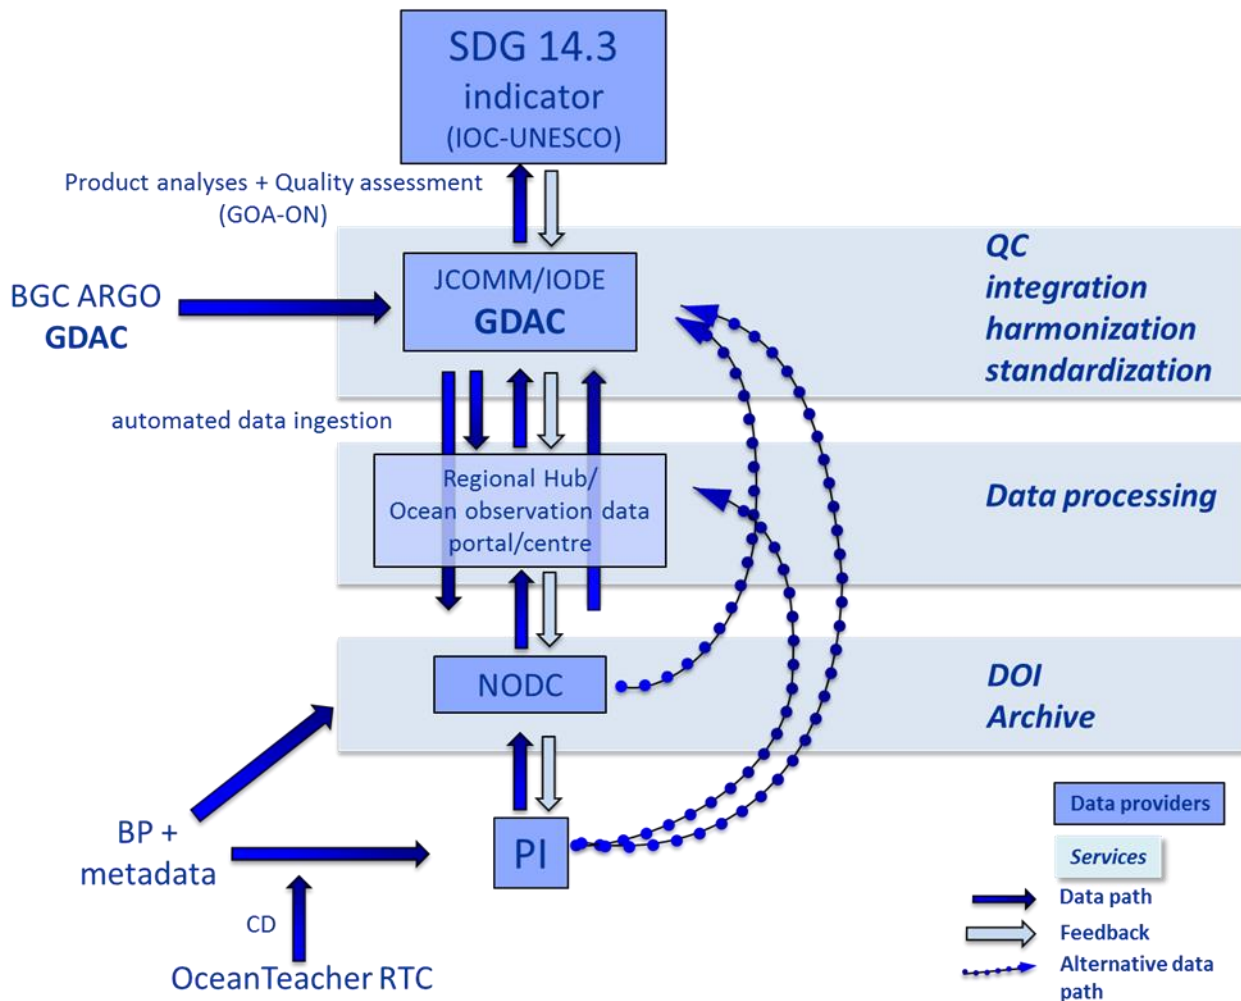 SDG 14.3
indicator
(IOC-UNESCO)
Product analyses + Quality assessment
(GOA-ON)
QC
integration
harmonization
standardization
JCOMM/IODE
GDAC
BGC ARGO
GDAC
automated data ingestion
Regional Hub/
Ocean observation data
portal/centre
Data processing
NODC
DOI
Archive
BP +
metadata
PI
CD
OceanTeacher RTC
Data providers
Services
Data path
Feedback
Alternative data
path